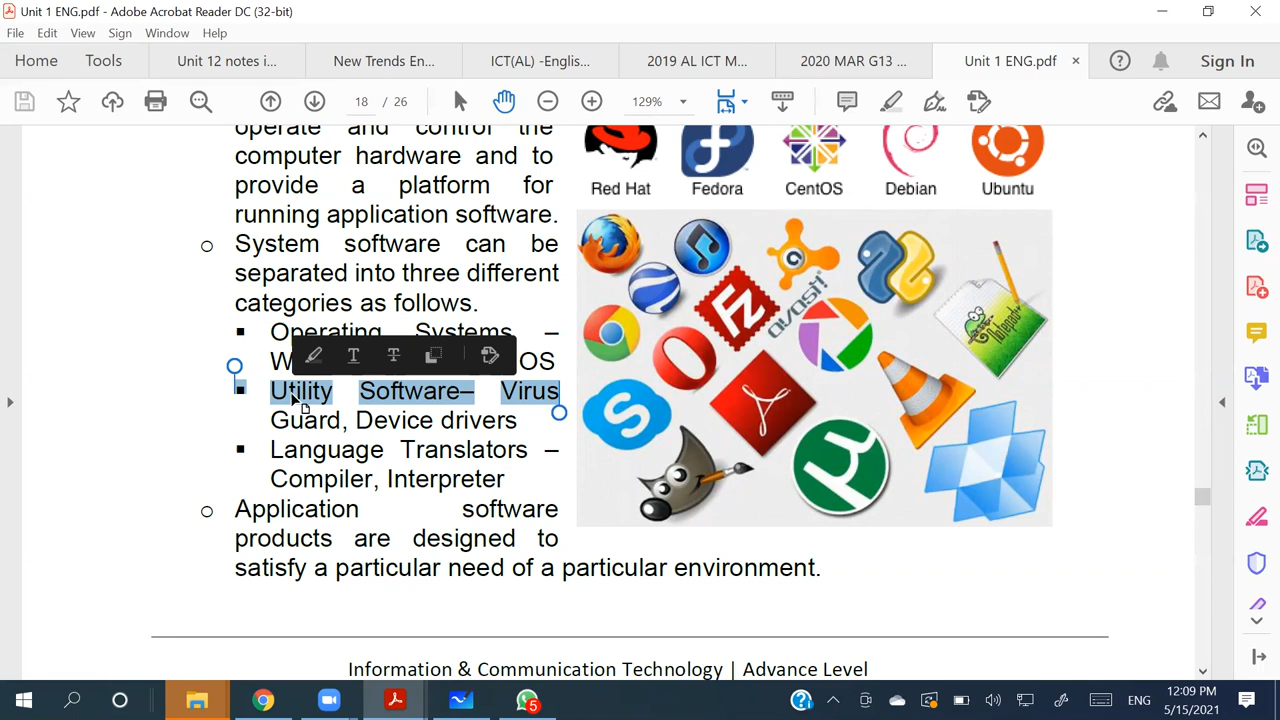 Unit 1 ENG.pdf - Adobe Acrobat Reader DC (32-bit)
File Edit View Sign Window Help
Home Tools Unit 12 notes i... New Trends En... ICT(AL) -Englis... 2019 AL ICT M... 2020 MAR G13 ... Unit 1 ENG.pdf × Sign In
18 / 26 129%
operate and control the
computer hardware and to
provide a platform for
running application software.
o System software can be
separated into three different
categories as follows.
▪ Operating Systems –
W OS
▪ Utility Software– Virus
Guard, Device drivers
▪ Language Translators –
Compiler, Interpreter
o Application software
products are designed to
satisfy a particular need of a particular environment.
Red Hat Fedora CentOS Debian Ubuntu
avast!
Fz
Notepad++
Information & Communication Technology | Advance Level
5
ENG
12:09 PM
5/15/2021